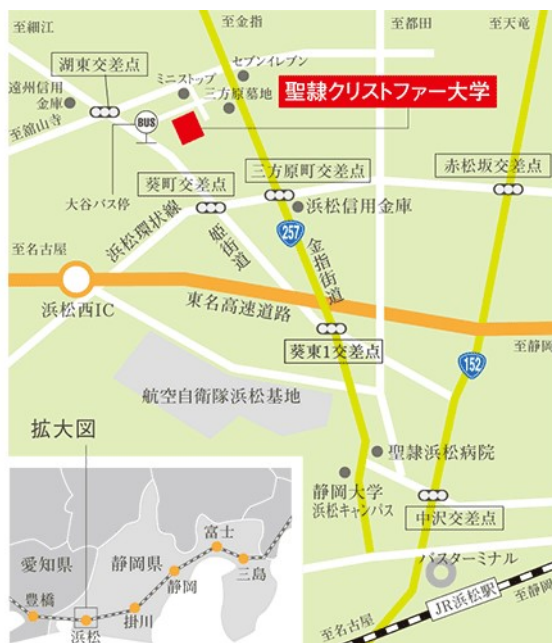 至細江
至金指
至都田
至天竜
湖東交差点
セブンイレブン
ミニストップ
遠州信用
金庫
三方原墓地
聖隷クリストファー大学
BUS
至舘山寺
三方原町交差点
赤松坂交差点
葵町交差点
大谷バス停
浜松信用金庫
浜松環状線
姫街道
257
金指街道
至名古屋
浜松西IC
東名高速道路
葵東1交差点
至静岡
152
航空自衛隊浜松基地
拡大図
聖隷浜松病院
静岡大学
浜松キャンパス
中沢交差点
富士
愛知県
静岡県
バスターミナル
静岡
三島
豊橋
掛川
浜松
JR浜松駅
至静岡
至名古屋